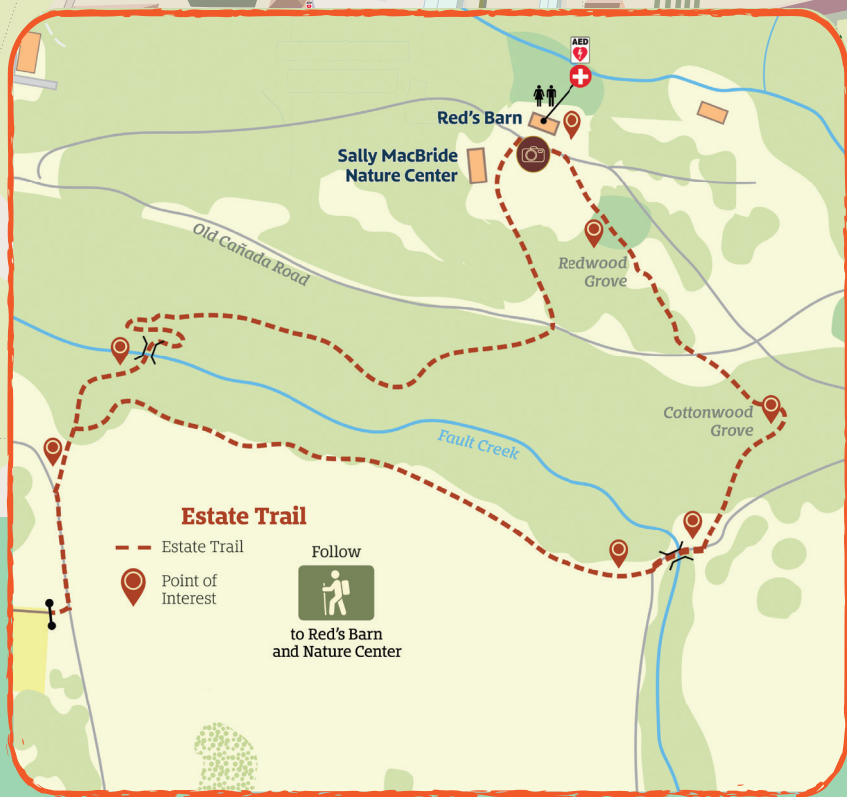 AED
Red's Barn
Sally MacBride
Nature Center
Old Cañada Road
Redwood
Grove
Cottonwood
Grove
Fault Creek
Estate Trail
Estate Trail
Point of
Interest
Follow
to Red's Barn
and Nature Center